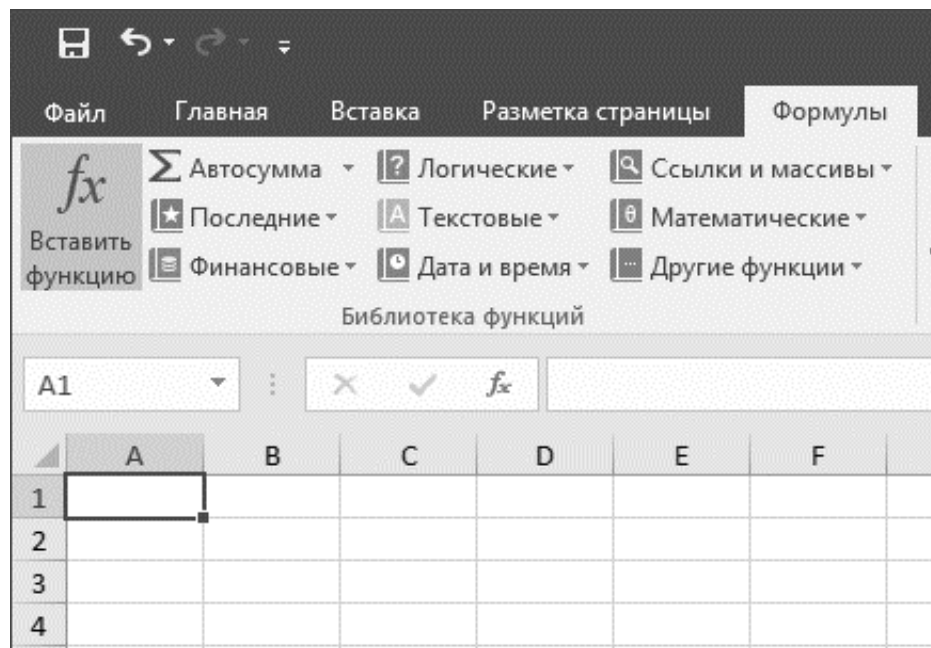 Файл Главная Вставка Разметка страницы Формулы
fx Σ Автосумма Логические Ссылки и массивы
Вставить функцию Последние Текстовые Математические
Финансовые Дата и время Другие функции
Библиотека функций
A1 fx
A B C D E F
1
2
3
4